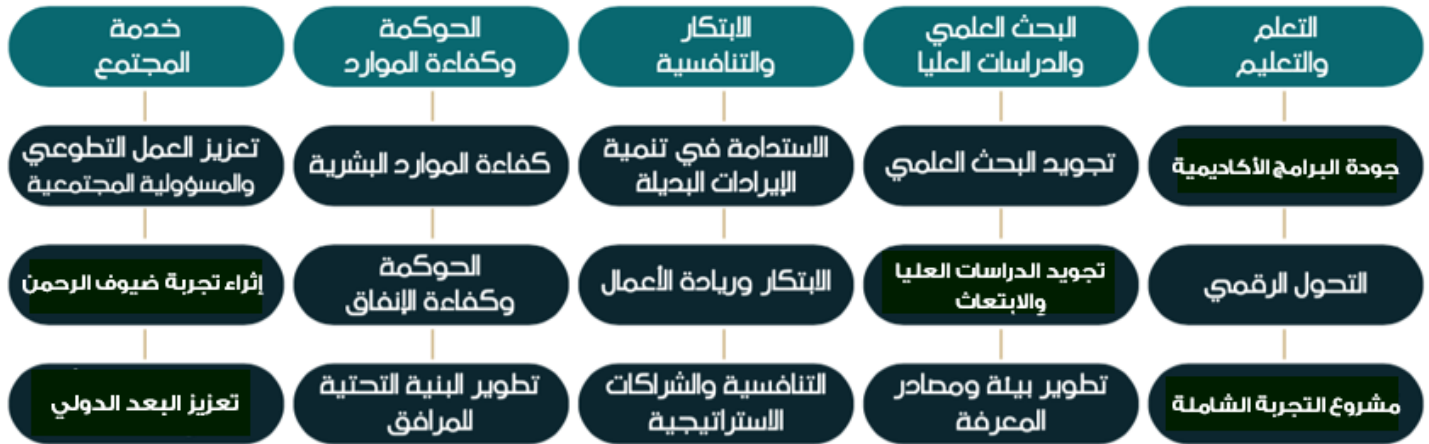 التعلم
والتعليم
البحث العلمي
والدراسات العليا
الابتكار
والتنافسية
الحوكمة
وكفاءة الموارد
خدمة
المجتمع
جودة البرامج الأكاديمية
تجويد البحث العلمي
الاستدامة في تنمية
الإيرادات البديلة
كفاءة الموارد البشرية
تعزيز العمل التطوعي
والمسؤولية المجتمعية
التحول الرقمي
تجويد الدراسات العليا
والابتعاث
الابتكار وريادة الأعمال
الحوكمة
وكفاءة الإنفاق
إثراء تجربة ضيوف الرحمن
مشروع التجربة الشاملة
تطوير بيئة ومصادر
المعرفة
التنافسية والشراكات
الاستراتيجية
تطوير البنية التحتية
للمرافق
تعزيز البعد الدولي